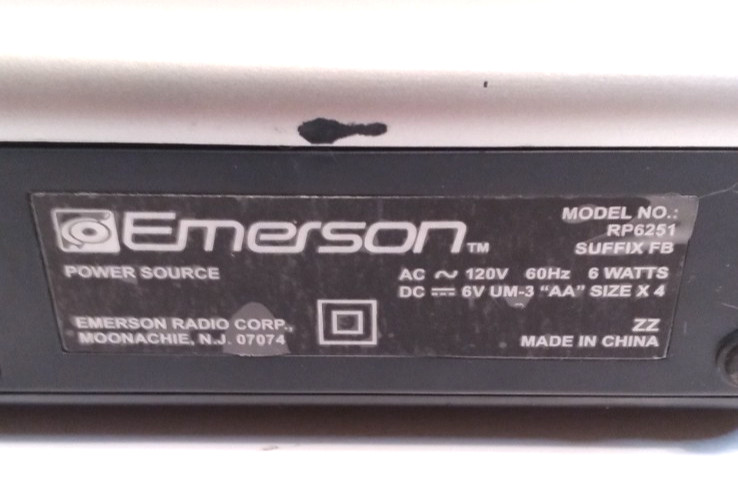 Emerson™
MODEL NO.:
RP6251
SUFFIX FB
POWER SOURCE
AC ~ 120V 60Hz 6 WATTS
DC ⎓ 6V UM-3 "AA" SIZE X 4
EMERSON RADIO CORP.,
MOONACHIE, N.J. 07074
ZZ
MADE IN CHINA